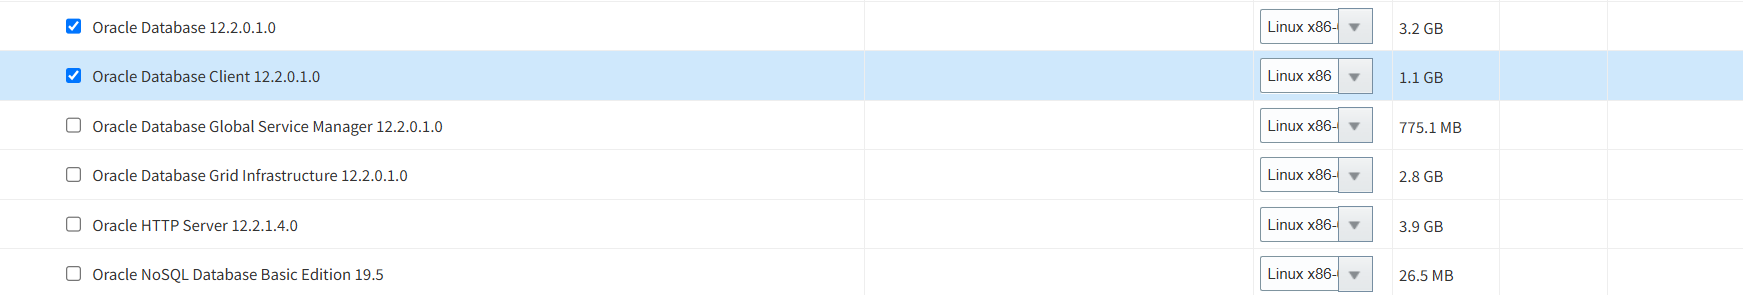 Oracle Database 12.2.0.1.0 Linux x86- 3.2 GB
Oracle Database Client 12.2.0.1.0 Linux x86 1.1 GB
Oracle Database Global Service Manager 12.2.0.1.0 Linux x86- 775.1 MB
Oracle Database Grid Infrastructure 12.2.0.1.0 Linux x86- 2.8 GB
Oracle HTTP Server 12.2.1.4.0 Linux x86- 3.9 GB
Oracle NoSQL Database Basic Edition 19.5 Linux x86- 26.5 MB